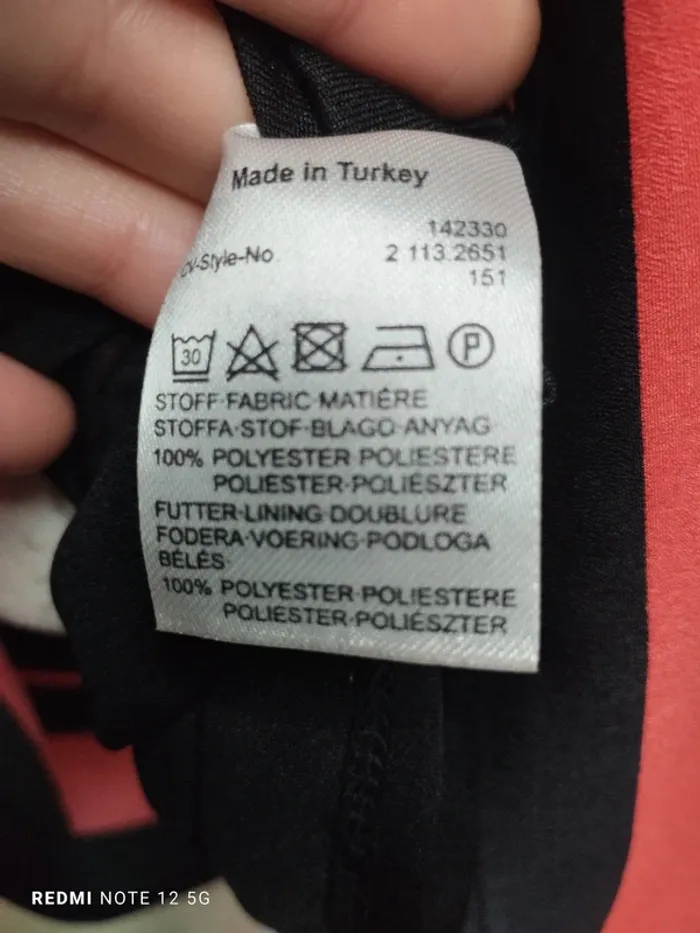 Made in Turkey
142330
CV-Style-No 2 113.2651
151
30 P
STOFF·FABRIC·MATIÈRE
STOFFA·STOF·BLAGO·ANYAG
100% POLYESTER·POLIESTERE
POLIESTER·POLIÉSZTER
FUTTER·LINING·DOUBLURE
FODERA·VOERING·PODLOGA
BÉLÉS·
100% POLYESTER·POLIESTERE
POLIESTER·POLIÉSZTER
REDMI NOTE 12 5G